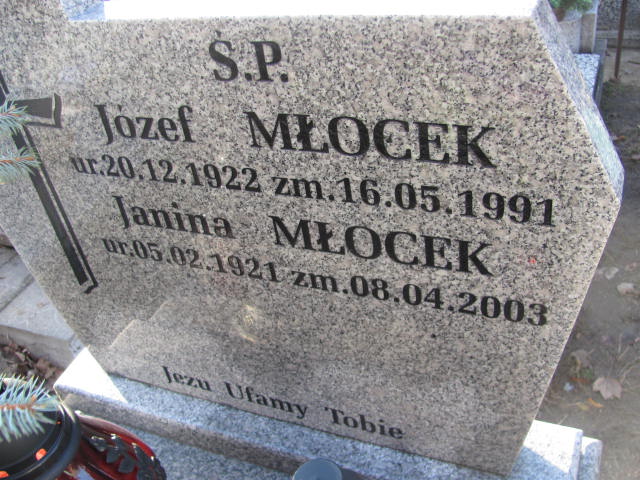 Ś.P.
Józef MŁOCEK
ur.20.12.1922 zm.16.05.1991
Janina MŁOCEK
ur.05.02.1921 zm.08.04.2003
Jezu Ufamy Tobie